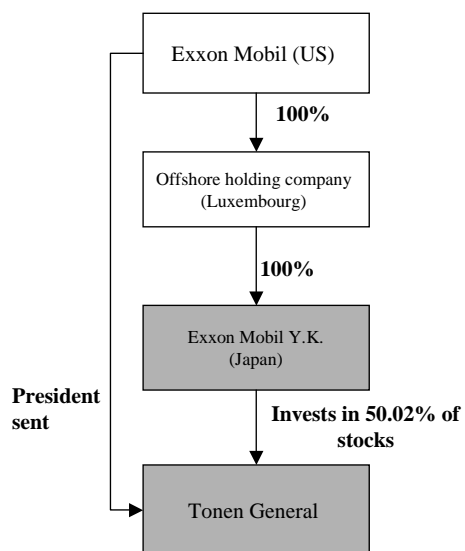 Exxon Mobil (US)
100%
Offshore holding company
(Luxembourg)
100%
Exxon Mobil Y.K.
(Japan)
President
sent
Invests in 50.02% of
stocks
Tonen General